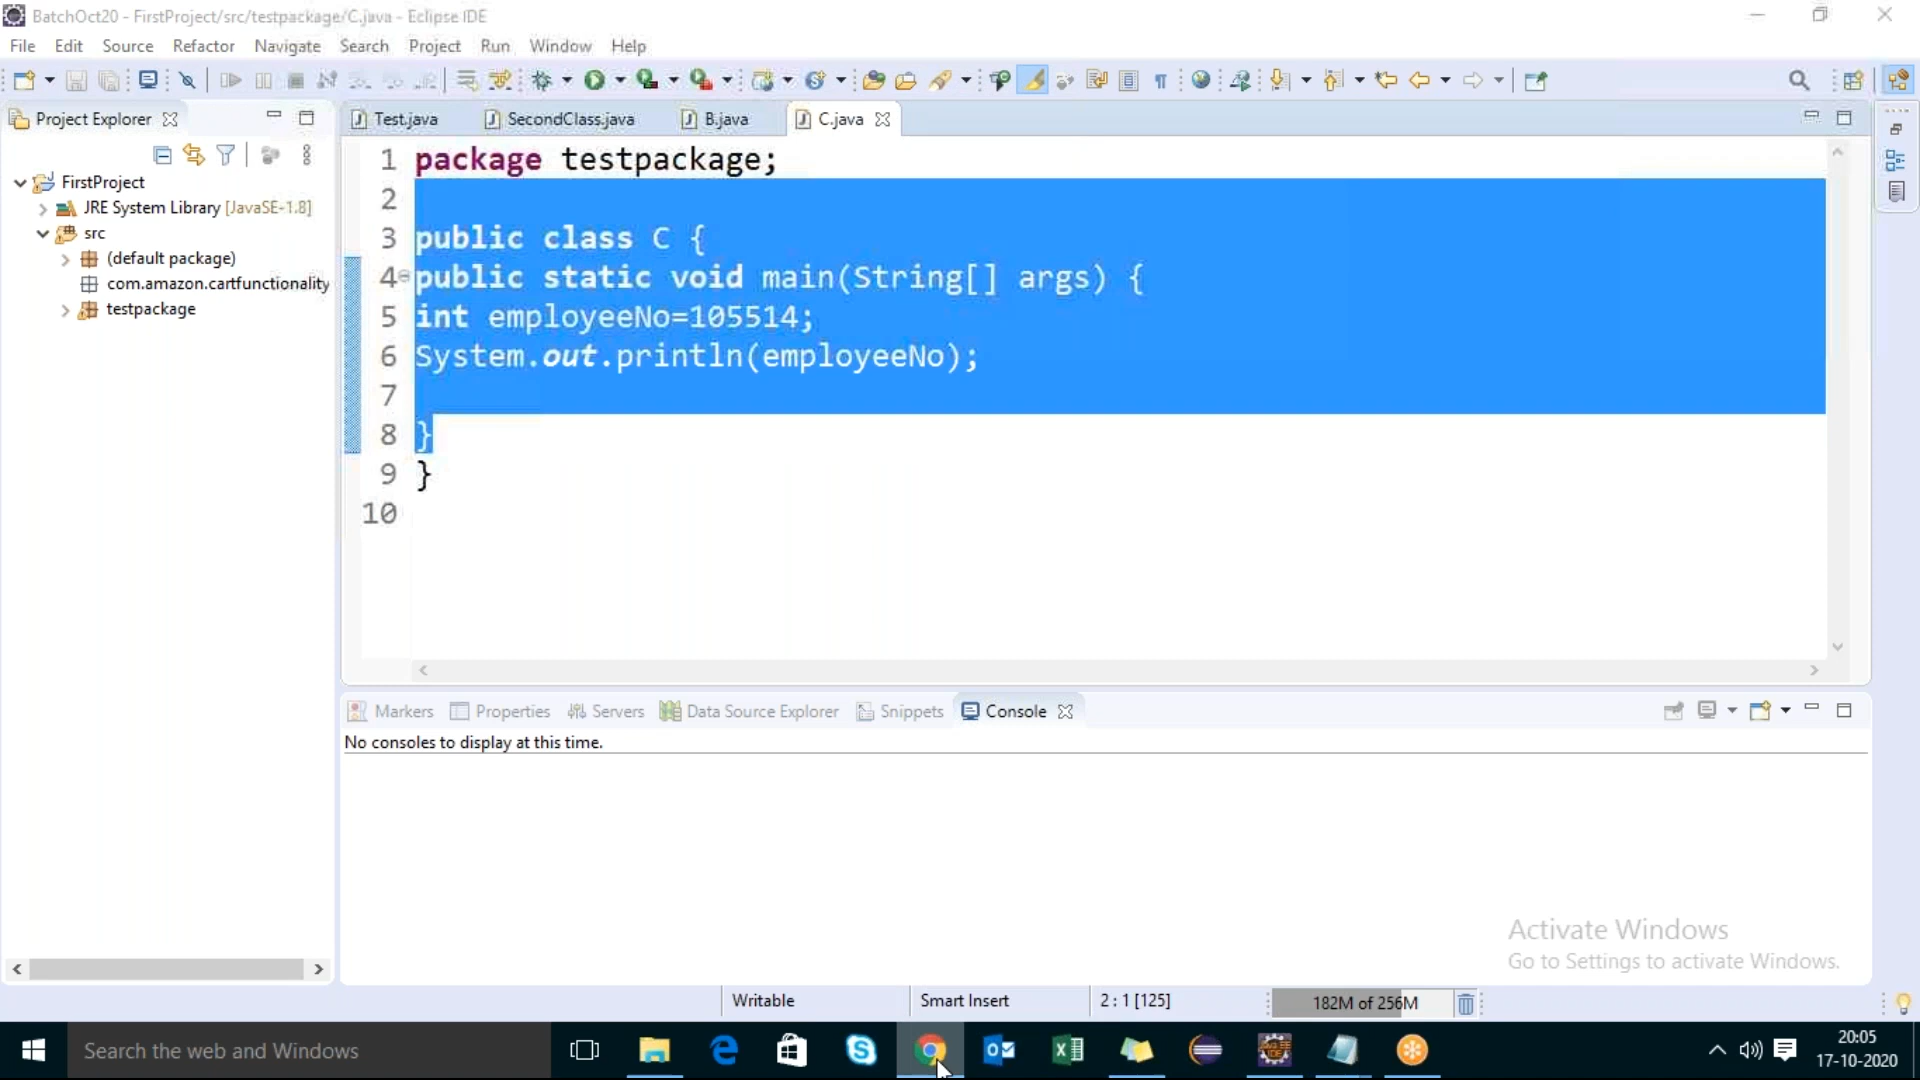 BatchOct20 - FirstProject/src/testpackage/C.java - Eclipse IDE
File Edit Source Refactor Navigate Search Project Run Window Help
Project Explorer
Test.java SecondClass.java B.java C.java
FirstProject
JRE System Library [JavaSE-1.8]
src
(default package)
com.amazon.cartfunctionality
testpackage
1 package testpackage;
2
3 public class C {
4 public static void main(String[] args) {
5 int employeeNo=105514;
6 System.out.println(employeeNo);
7
8 }
9 }
10
Markers Properties Servers Data Source Explorer Snippets Console
No consoles to display at this time.
Activate Windows
Go to Settings to activate Windows.
Writable Smart Insert 2 : 1 [125] 182M of 256M
Search the web and Windows
20:05
17-10-2020